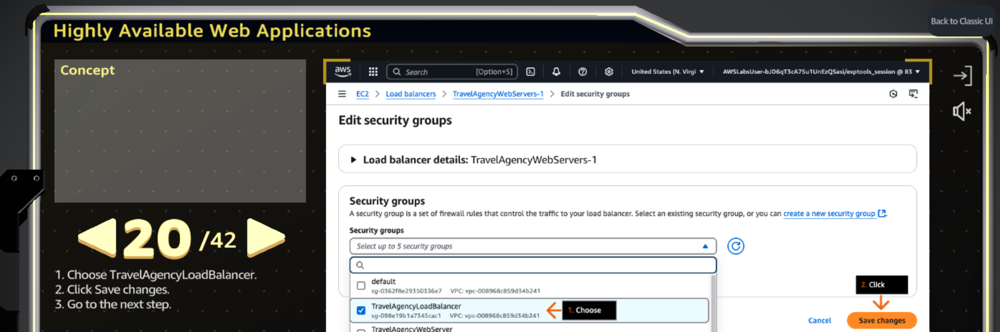 Back to Classic UI
Highly Available Web Applications
Concept
20 /42
1. Choose TravelAgencyLoadBalancer.
2. Click Save changes.
3. Go to the next step.
aws
Search [Option+S]
United States (N. Virgi
AWSLabsUser-bJD6qT3cA75u1UnEzQSasi/exptools_session @ 83
EC2 > Load balancers > TravelAgencyWebServers-1 > Edit security groups
Edit security groups
Load balancer details: TravelAgencyWebServers-1
Security groups
A security group is a set of firewall rules that control the traffic to your load balancer. Select an existing security group, or you can create a new security group.
Security groups
Select up to 5 security groups
default
sg-0362f8e29350336e7 VPC: vpc-008968c859d34b241
TravelAgencyLoadBalancer
sg-098e19b1a7345cac1 VPC: vpc-008968c859d34b241
1. Choose
TravelAgencyWebServer
2. Click
Cancel
Save changes